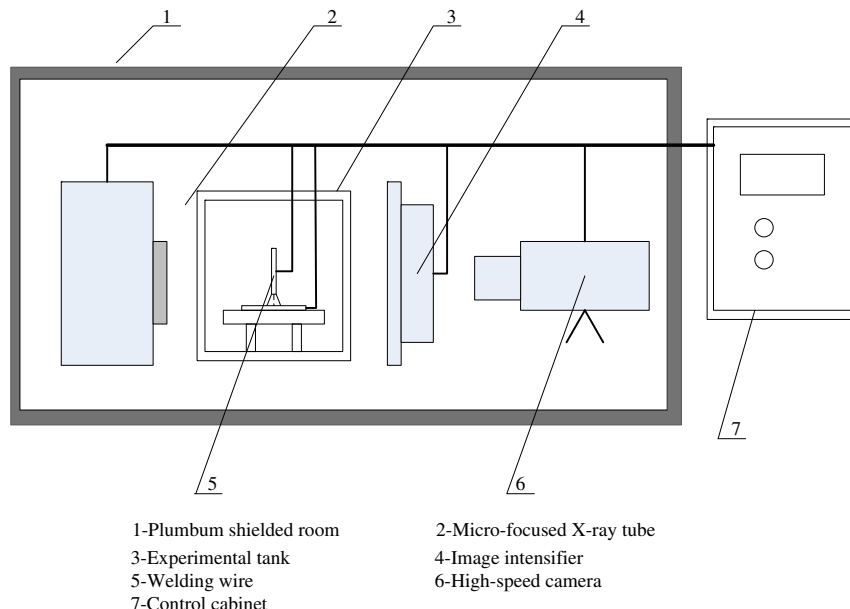 1
2
3
4
5
6
7
1-Plumbum shielded room
2-Micro-focused X-ray tube
3-Experimental tank
4-Image intensifier
5-Welding wire
6-High-speed camera
7-Control cabinet